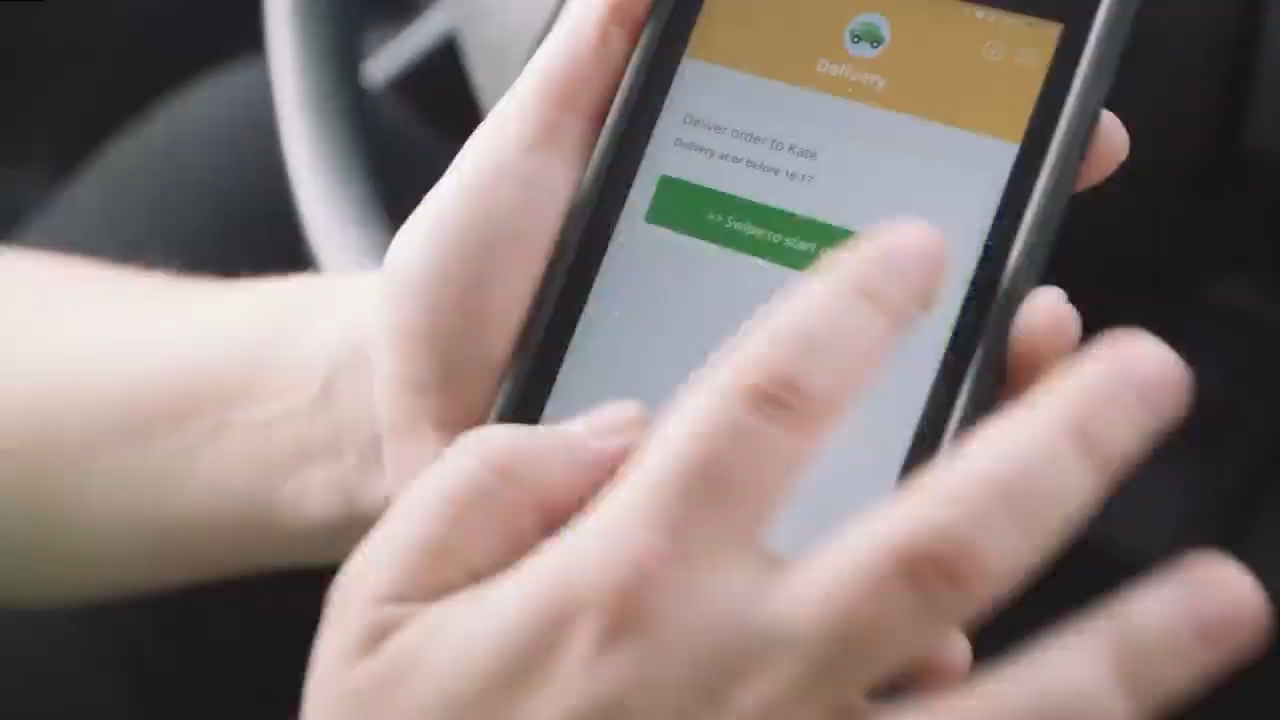 Delivery
Deliver order to Kate
Delivery at or before 16:17
>> Swipe to start